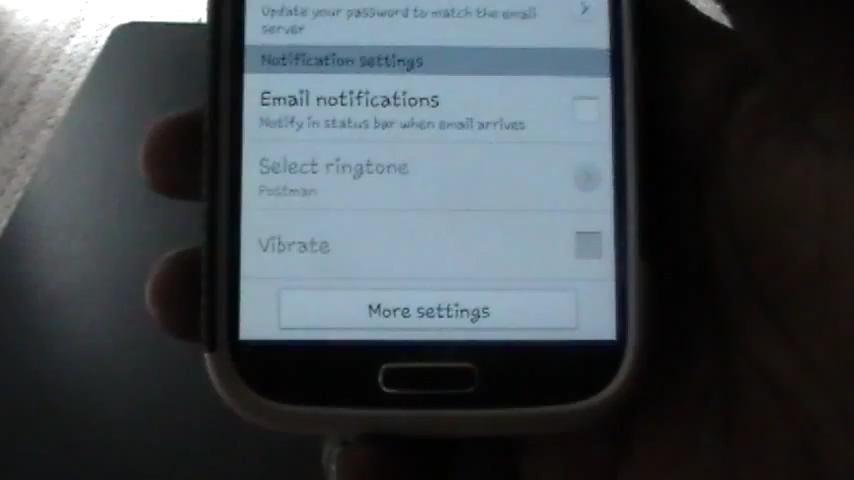 Update your password to match the email
server
Notification settings
Email notifications
Notify in status bar when email arrives
Select ringtone
Postman
Vibrate
More settings